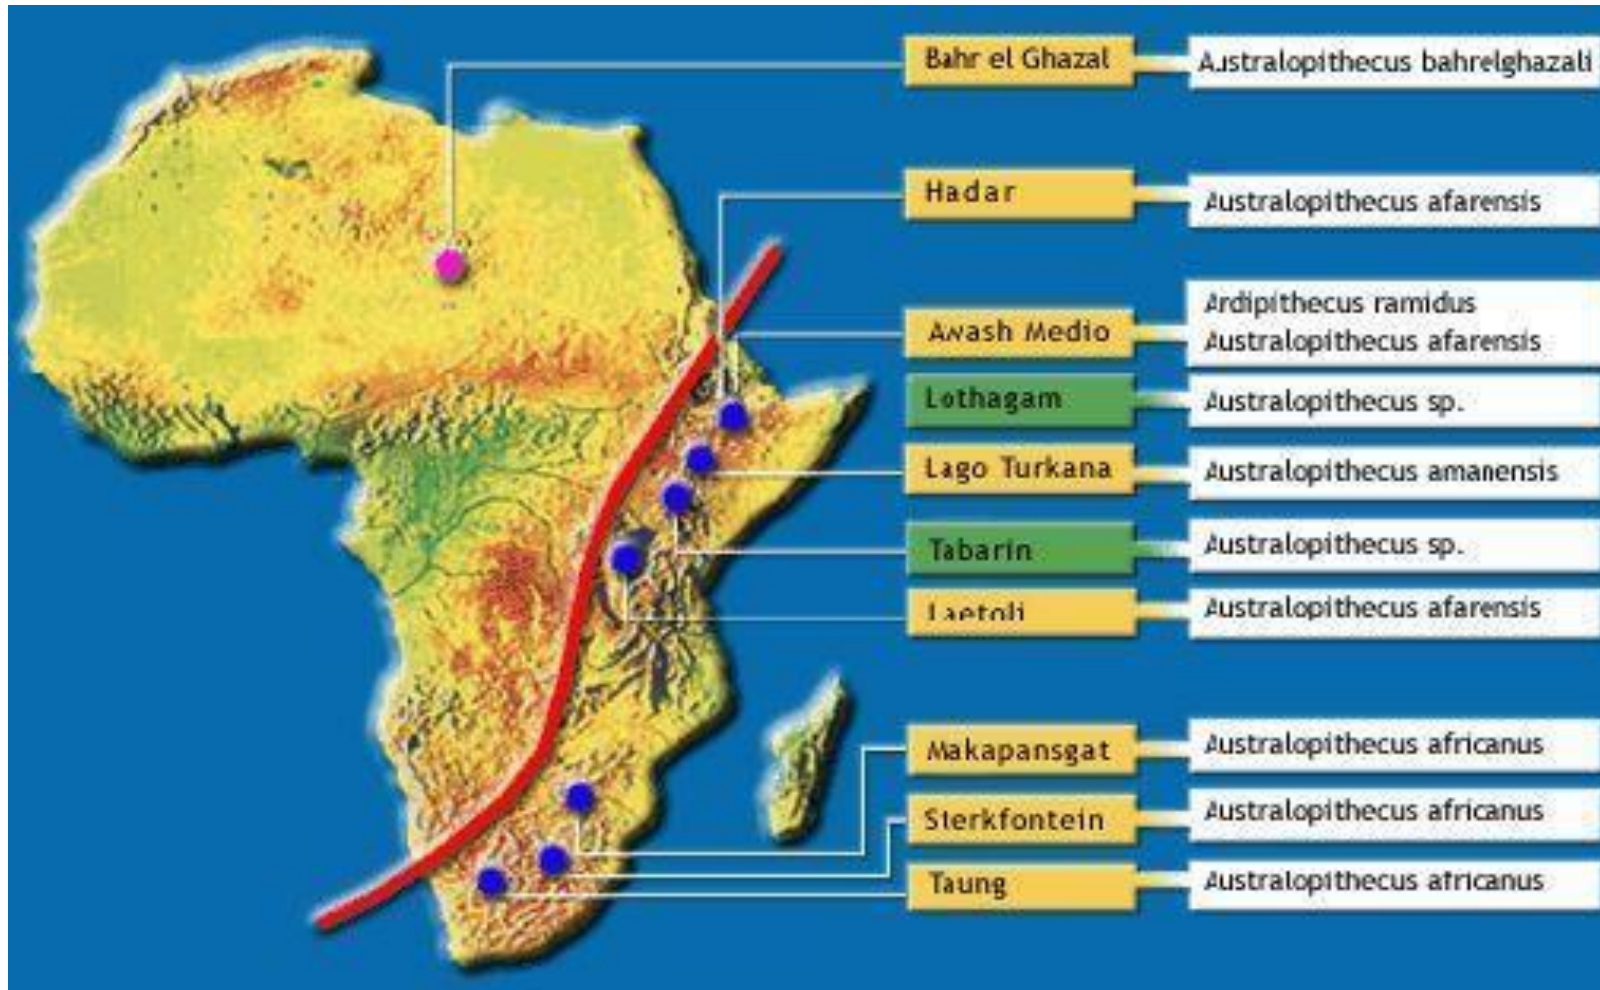 Bahr el Ghazal
Australopithecus bahrelghazali
Hadar
Australopithecus afarensis
Awash Medio
Ardipithecus ramidus
Australopithecus afarensis
Lothagam
Australopithecus sp.
Lago Turkana
Australopithecus amanensis
Tabarin
Australopithecus sp.
Laetoli
Australopithecus afarensis
Makapansgat
Australopithecus africanus
Sterkfontein
Australopithecus africanus
Taung
Australopithecus africanus